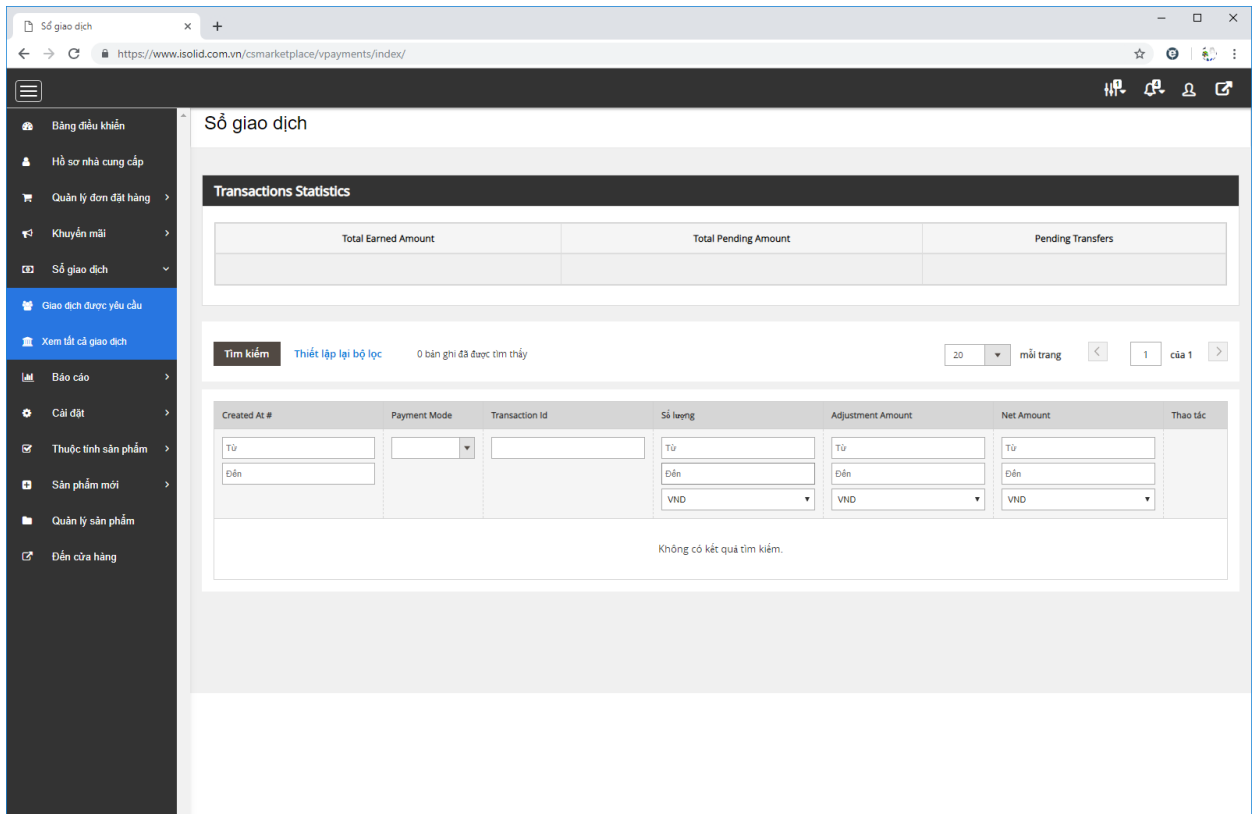 Sổ giao dịch
https://www.isolid.com.vn/csmarketplace/vpayments/index/
Bảng điều khiển
Hồ sơ nhà cung cấp
Quản lý đơn đặt hàng
Khuyến mãi
Sổ giao dịch
Giao dịch được yêu cầu
Xem tất cả giao dịch
Báo cáo
Cài đặt
Thuộc tính sản phẩm
Sản phẩm mới
Quản lý sản phẩm
Đến cửa hàng
Sổ giao dịch
Transactions Statistics
Total Earned Amount Total Pending Amount Pending Transfers
Tìm kiếm Thiết lập lại bộ lọc 0 bản ghi đã được tìm thấy 20 mỗi trang 1 của 1
Created At # Payment Mode Transaction Id Số lượng Adjustment Amount Net Amount Thao tác
Từ Từ Từ Từ
Đến Đến Đến Đến
VND VND VND
Không có kết quả tìm kiếm.